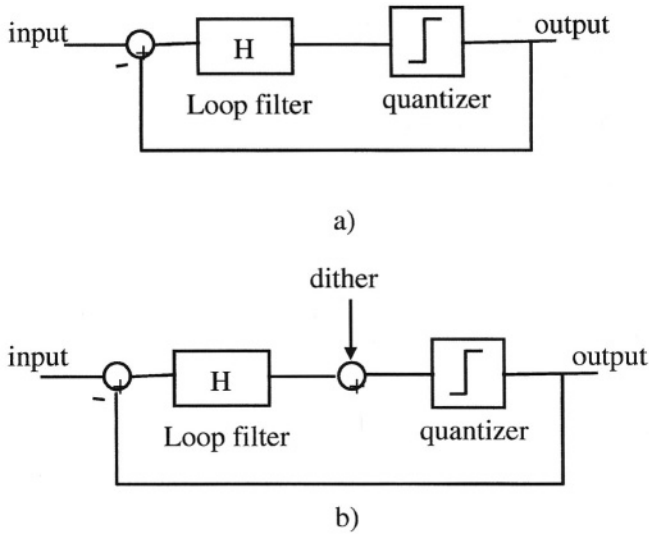 input
H
output
Loop filter
quantizer
a)
dither
input
H
output
Loop filter
quantizer
b)